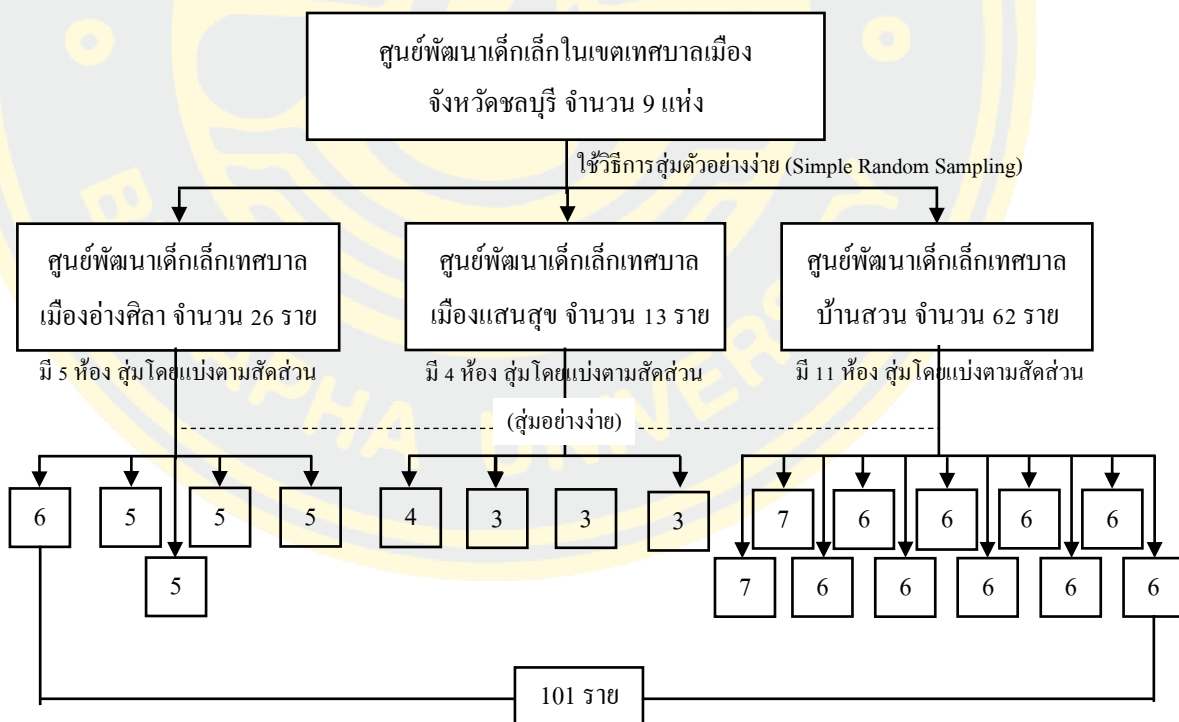 ศูนย์พัฒนาเด็กเล็กในเขตเทศบาลเมือง
จังหวัดชลบุรี จำนวน 9 แห่ง
ใช้วิธีการสุ่มตัวอย่างง่าย (Simple Random Sampling)
ศูนย์พัฒนาเด็กเล็กเทศบาล
เมืองอ่างศิลา จำนวน 26 ราย
ศูนย์พัฒนาเด็กเล็กเทศบาล
เมืองแสนสุข จำนวน 13 ราย
ศูนย์พัฒนาเด็กเล็กเทศบาล
บ้านสวน จำนวน 62 ราย
มี 5 ห้อง สุ่มโดยแบ่งตามสัดส่วน
มี 4 ห้อง สุ่มโดยแบ่งตามสัดส่วน
มี 11 ห้อง สุ่มโดยแบ่งตามสัดส่วน
(สุ่มอย่างง่าย)
6 5 5 5
5
4 3 3 3
7 6 6 6 6
7 6 6 6 6 6
101 ราย
UNIVERS